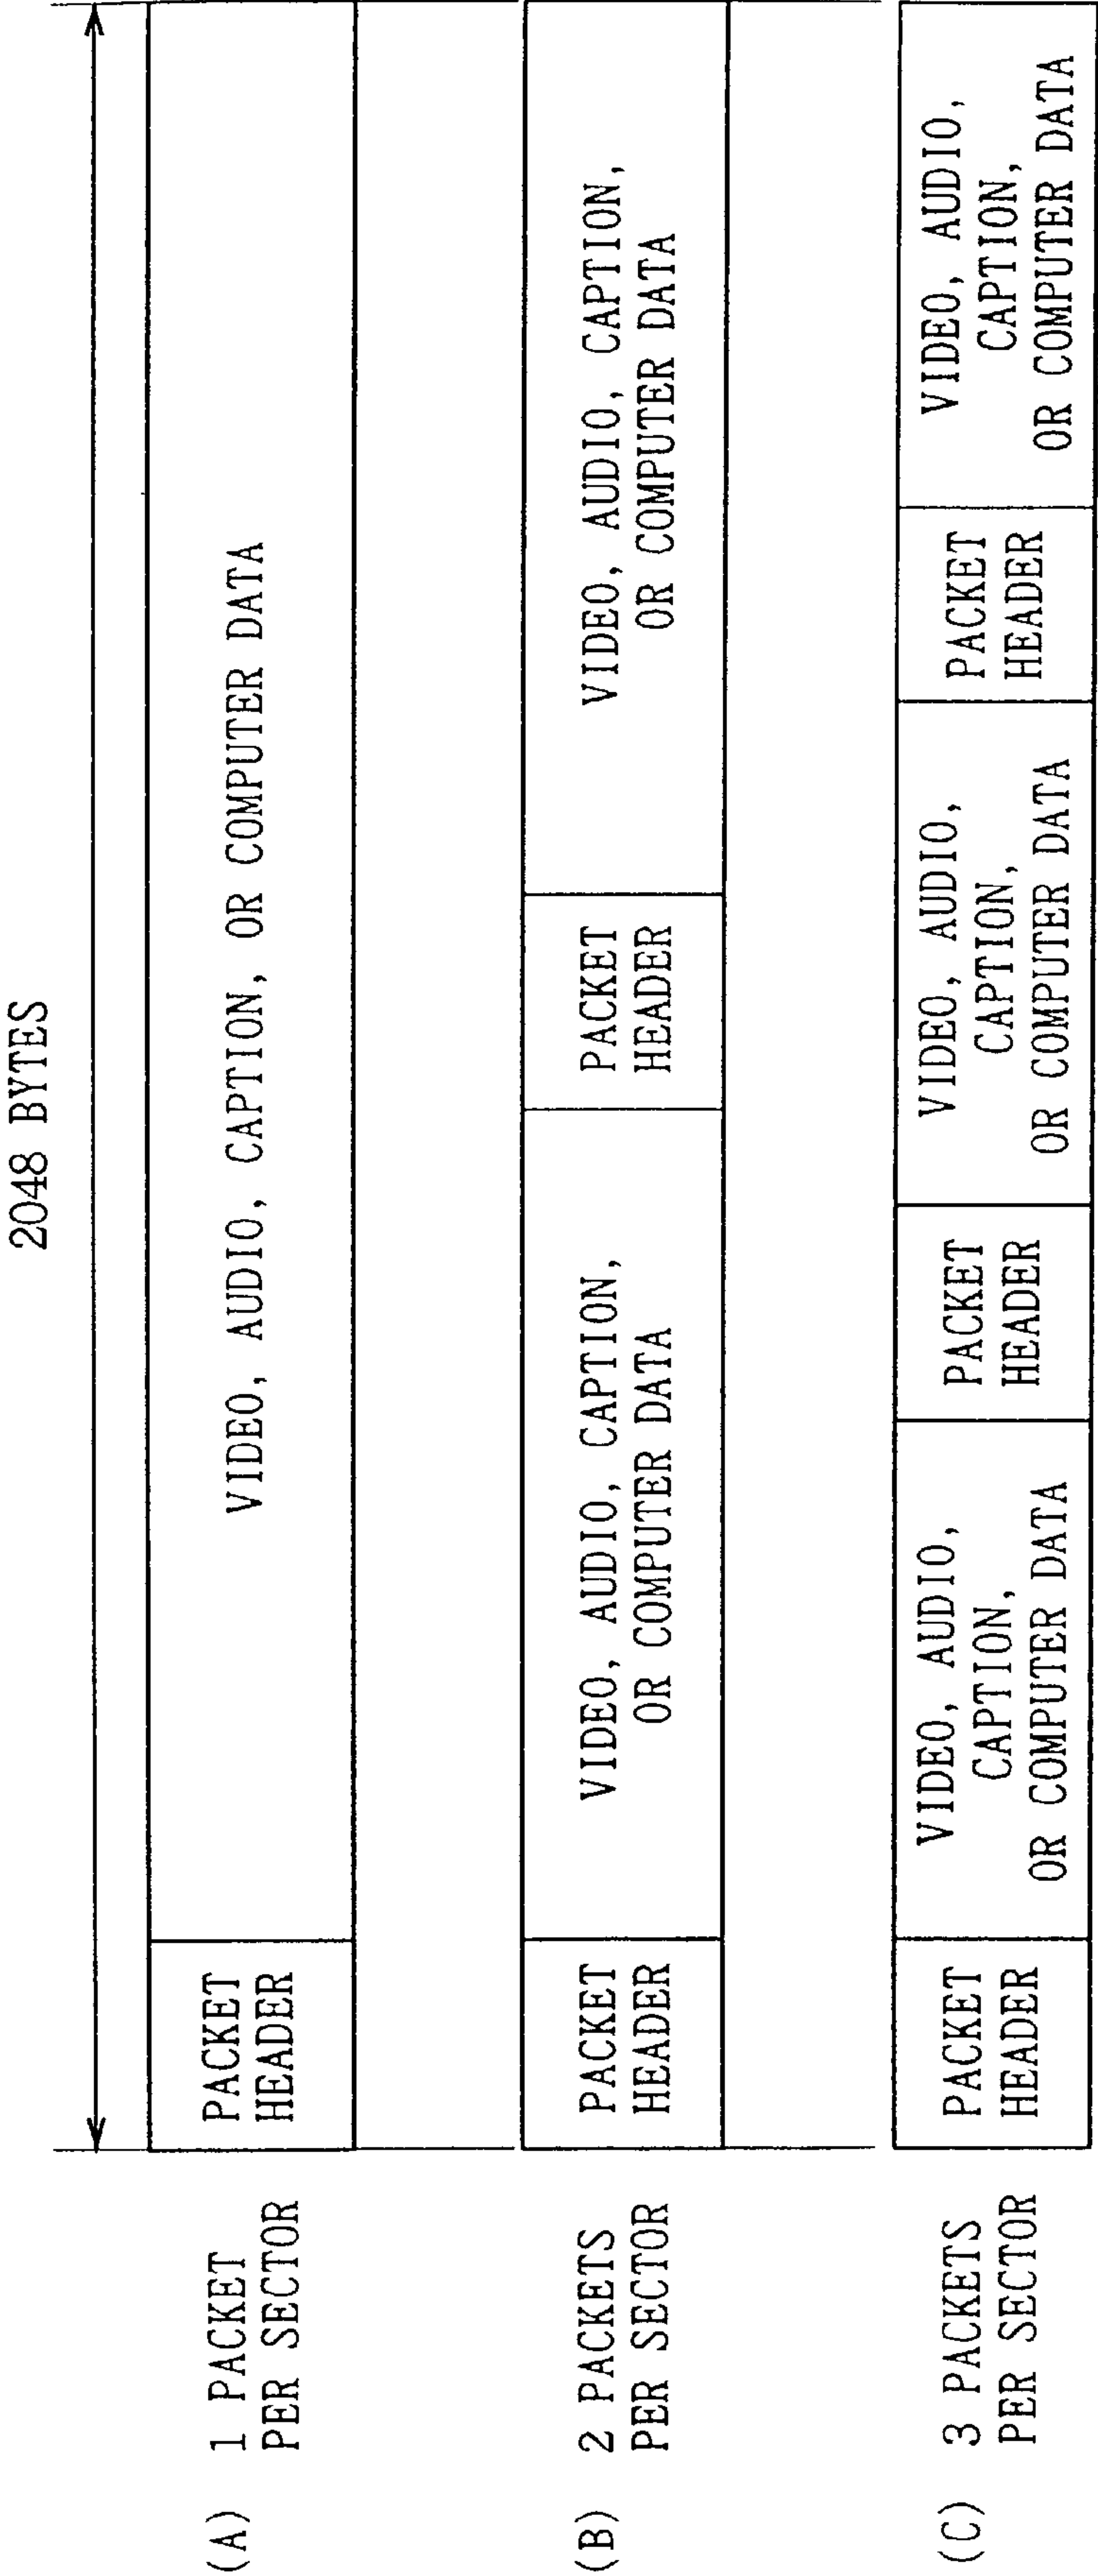 2048 BYTES
(A) 1 PACKET
PER SECTOR
PACKET
HEADER
VIDEO, AUDIO, CAPTION, OR COMPUTER DATA
(B) 2 PACKETS
PER SECTOR
PACKET
HEADER
VIDEO, AUDIO, CAPTION,
OR COMPUTER DATA
PACKET
HEADER
VIDEO, AUDIO, CAPTION,
OR COMPUTER DATA
(C) 3 PACKETS
PER SECTOR
PACKET
HEADER
VIDEO, AUDIO,
CAPTION,
OR COMPUTER DATA
PACKET
HEADER
VIDEO, AUDIO,
CAPTION,
OR COMPUTER DATA
PACKET
HEADER
VIDEO, AUDIO,
CAPTION,
OR COMPUTER DATA